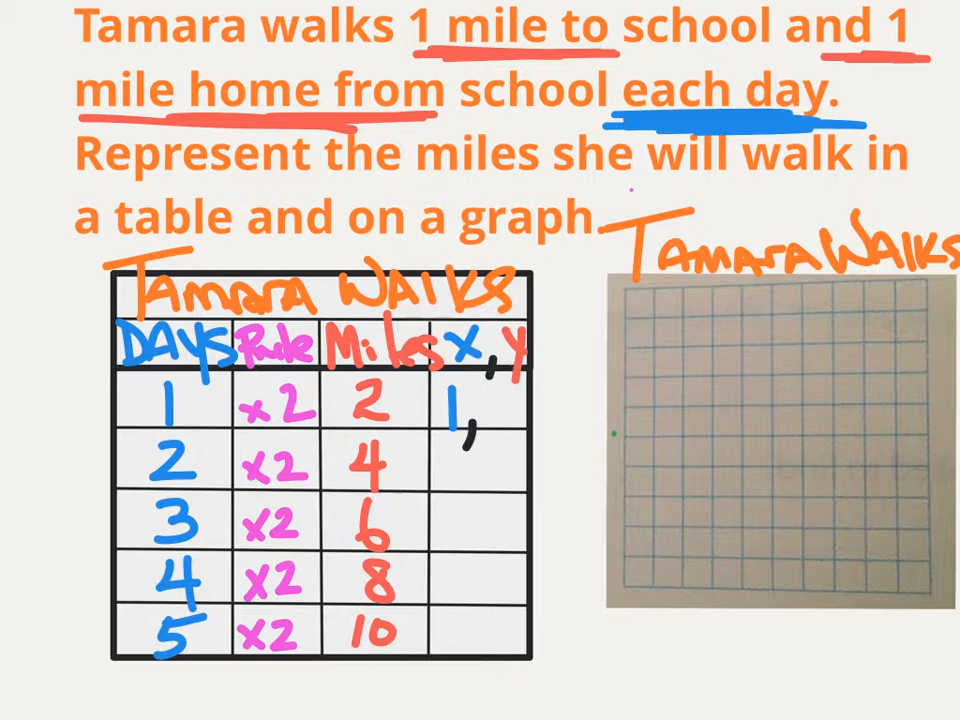 Tamara walks 1 mile to school and 1
mile home from school each day.
Represent the miles she will walk in
a table and on a graph.
TAMARA WALKS
TAMARA WALKS
DAYS Rule Miles x, y
1 x2 2 1,
2 x2 4
3 x2 6
4 x2 8
5 x2 10